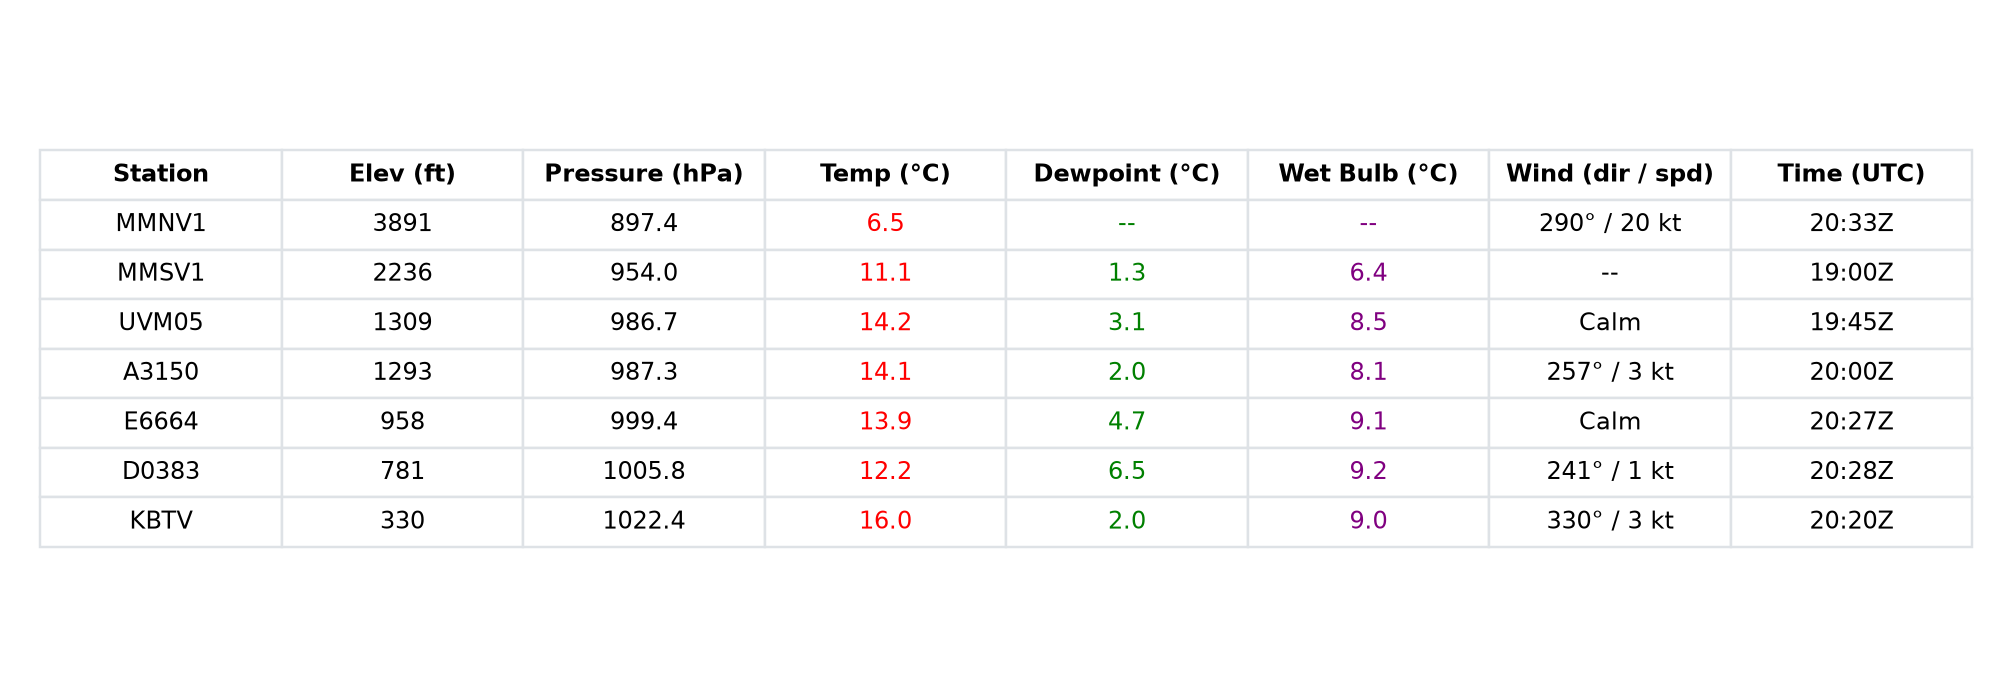 Station Elev (ft) Pressure (hPa) Temp (°C) Dewpoint (°C) Wet Bulb (°C) Wind (dir / spd) Time (UTC)
MMNV1 3891 897.4 6.5 -- -- 290° / 20 kt 20:33Z
MMSV1 2236 954.0 11.1 1.3 6.4 -- 19:00Z
UVM05 1309 986.7 14.2 3.1 8.5 Calm 19:45Z
A3150 1293 987.3 14.1 2.0 8.1 257° / 3 kt 20:00Z
E6664 958 999.4 13.9 4.7 9.1 Calm 20:27Z
D0383 781 1005.8 12.2 6.5 9.2 241° / 1 kt 20:28Z
KBTV 330 1022.4 16.0 2.0 9.0 330° / 3 kt 20:20Z